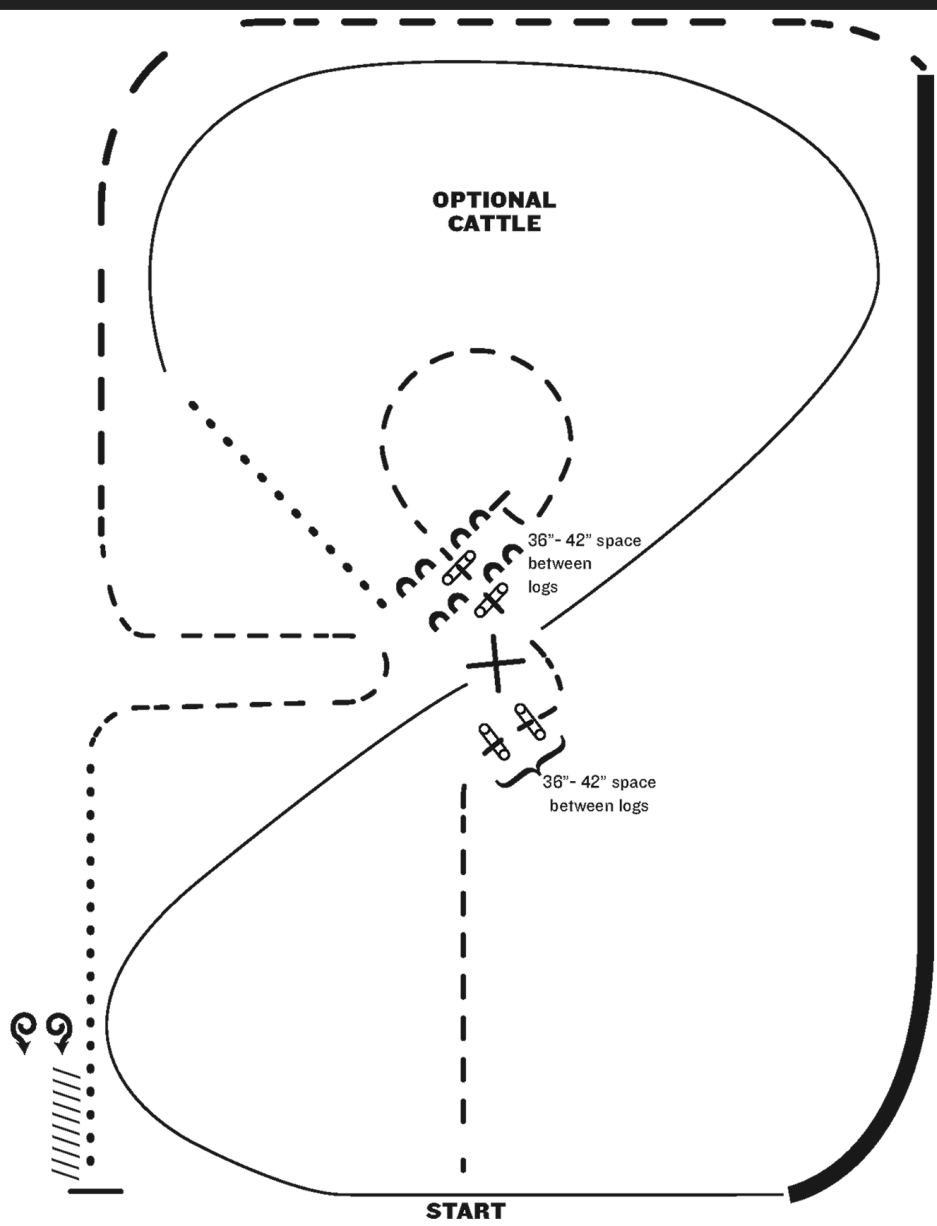 OPTIONAL
CATTLE
36”- 42” space
between
logs
36”- 42” space
between logs
START